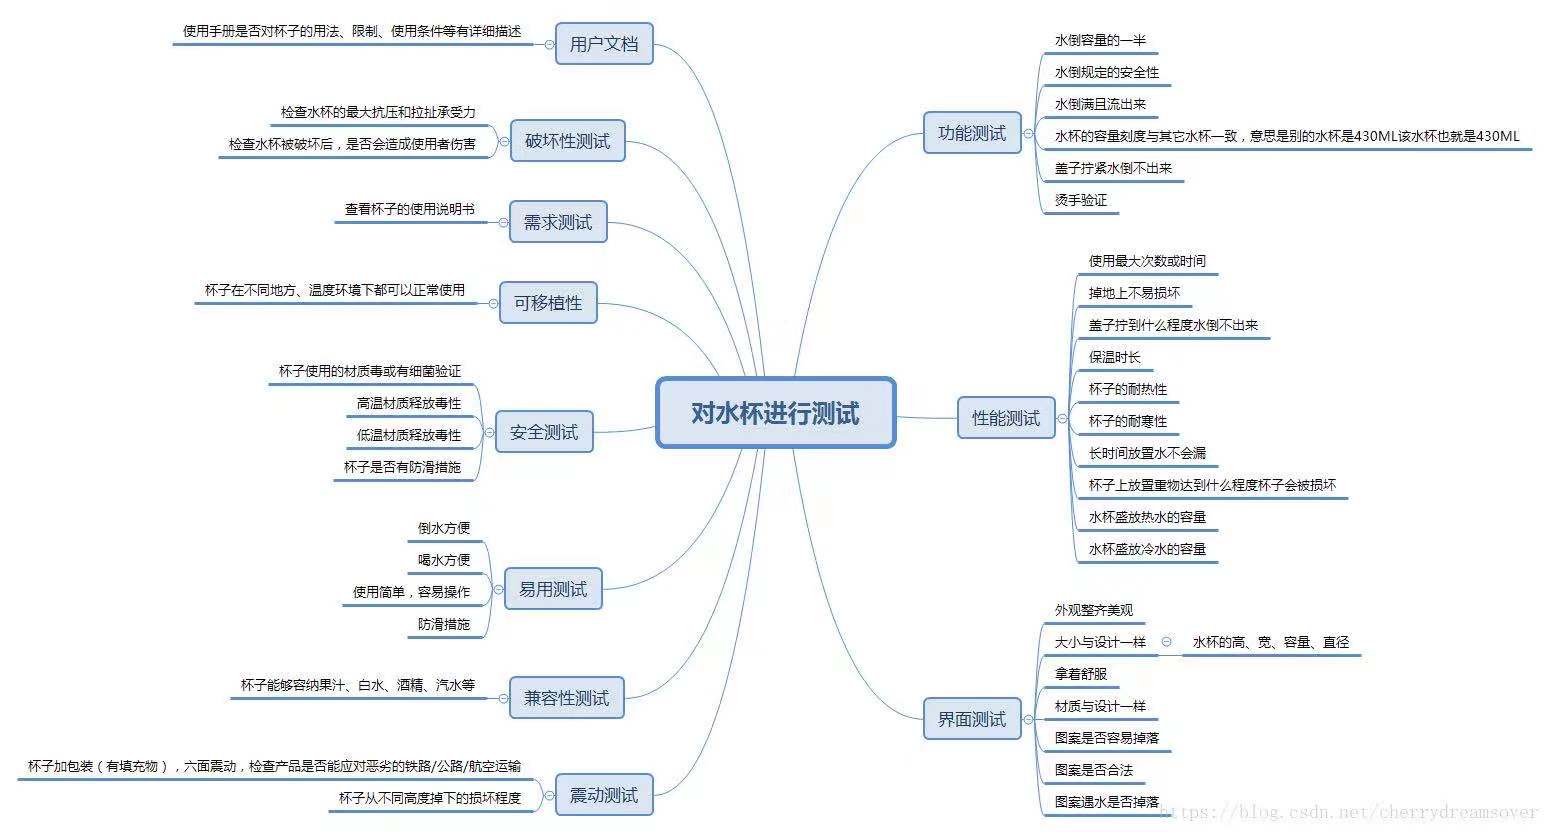 对水杯进行测试
功能测试
水倒容量的一半
水倒规定的安全性
水倒满且流出来
水杯的容量刻度与其它水杯一致，意思是别的水杯是430ML该水杯也就是430ML
盖子拧紧水倒不出来
烫手验证
性能测试
使用最大次数或时间
掉地上不易损坏
盖子拧到什么程度水倒不出来
保温时长
杯子的耐热性
杯子的耐寒性
长时间放置水不会漏
杯子上放置重物达到什么程度杯子会被损坏
水杯盛放热水的容量
水杯盛放冷水的容量
界面测试
外观整齐美观
大小与设计一样
水杯的高、宽、容量、直径
拿着舒服
材质与设计一样
图案是否容易掉落
图案是否合法
图案遇水是否掉落
用户文档
使用手册是否对杯子的用法、限制、使用条件等有详细描述
破坏性测试
检查水杯的最大抗压和拉扯承受力
检查水杯被破坏后，是否会造成使用者伤害
需求测试
查看杯子的使用说明书
可移植性
杯子在不同地方、温度环境下都可以正常使用
安全测试
杯子使用的材质毒或有细菌验证
高温材质释放毒性
低温材质释放毒性
杯子是否有防滑措施
易用测试
倒水方便
喝水方便
使用简单，容易操作
防滑措施
兼容性测试
杯子能够容纳果汁、白水、酒精、汽水等
震动测试
杯子加包装（有填充物），六面震动，检查产品是否能应对恶劣的铁路/公路/航空运输
杯子从不同高度掉下的损坏程度
https://blog.csdn.net/cherrydreamsover